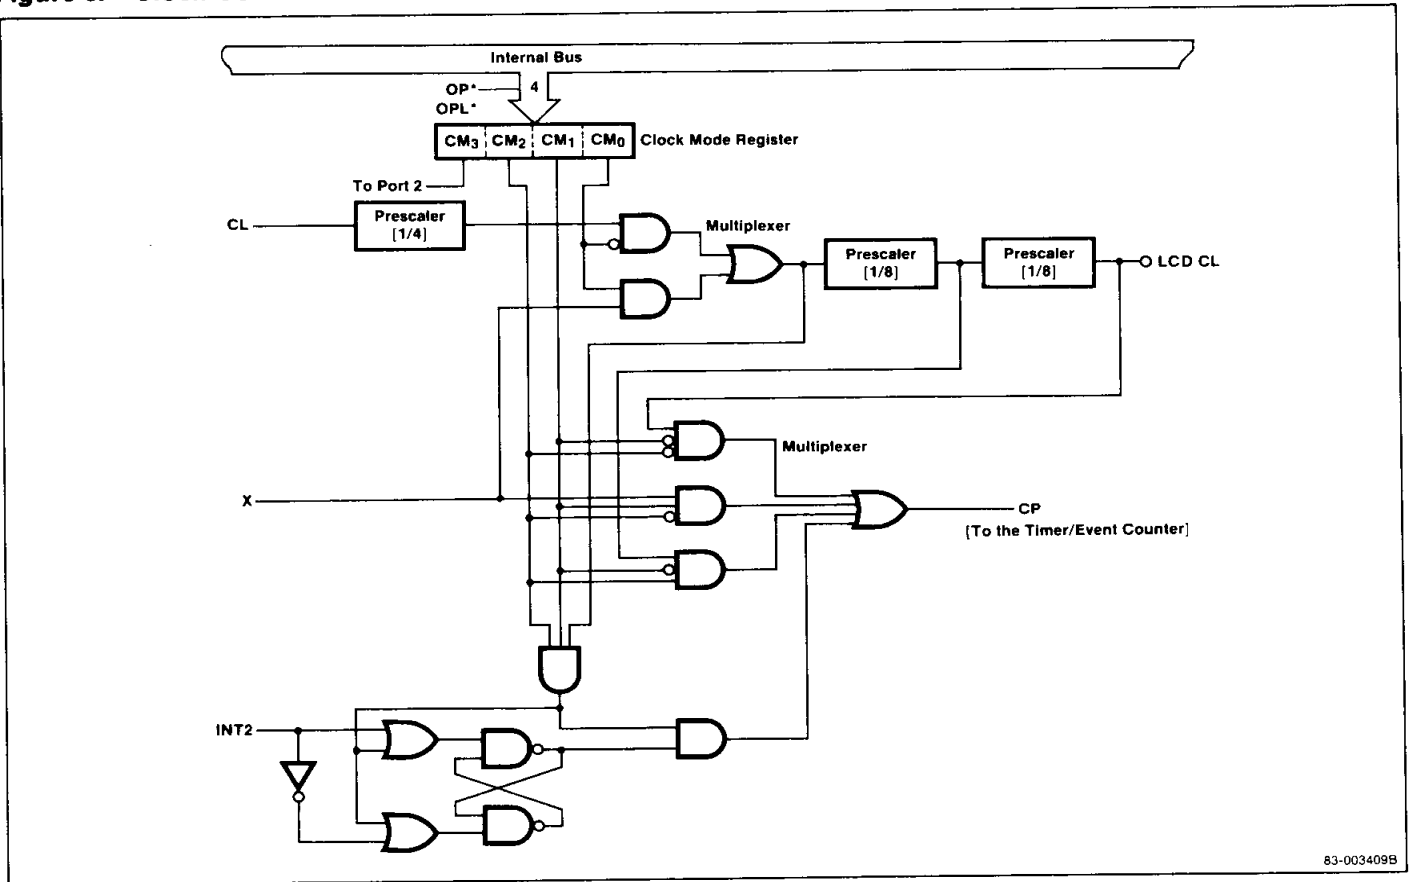 Internal Bus
OP*
4
OPL*
CM3 CM2 CM1 CM0
Clock Mode Register
To Port 2
CL
Prescaler
[1/4]
Multiplexer
Prescaler
[1/8]
Prescaler
[1/8]
LCD CL
Multiplexer
X
CP
[To the Timer/Event Counter]
INT2
83-003409B